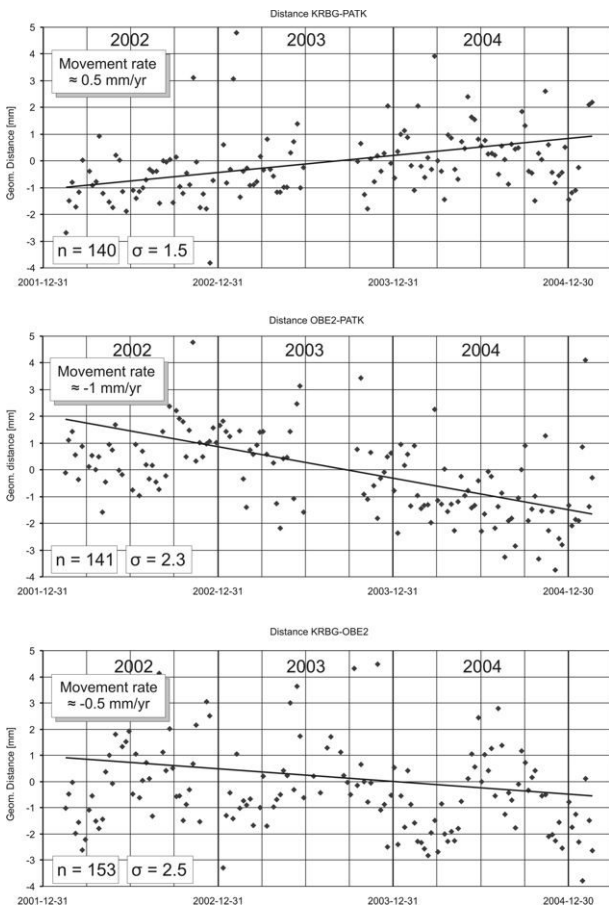 Distance KRBG-PATK
2002 2003 2004
Movement rate
≈ 0.5 mm/yr
Geom. Distance [mm]
5
4
3
2
1
0
-1
-2
-3
-4
n = 140 σ = 1.5
2001-12-31 2002-12-31 2003-12-31 2004-12-30
Distance OBE2-PATK
2002 2003 2004
Movement rate
≈ -1 mm/yr
Geom. distance [mm]
5
4
3
2
1
0
-1
-2
-3
-4
n = 141 σ = 2.3
2001-12-31 2002-12-31 2003-12-31 2004-12-30
Distance KRBG-OBE2
2002 2003 2004
Movement rate
≈ -0.5 mm/yr
Geom. Distance [mm]
5
4
3
2
1
0
-1
-2
-3
-4
n = 153 σ = 2.5
2001-12-31 2002-12-31 2003-12-31 2004-12-30